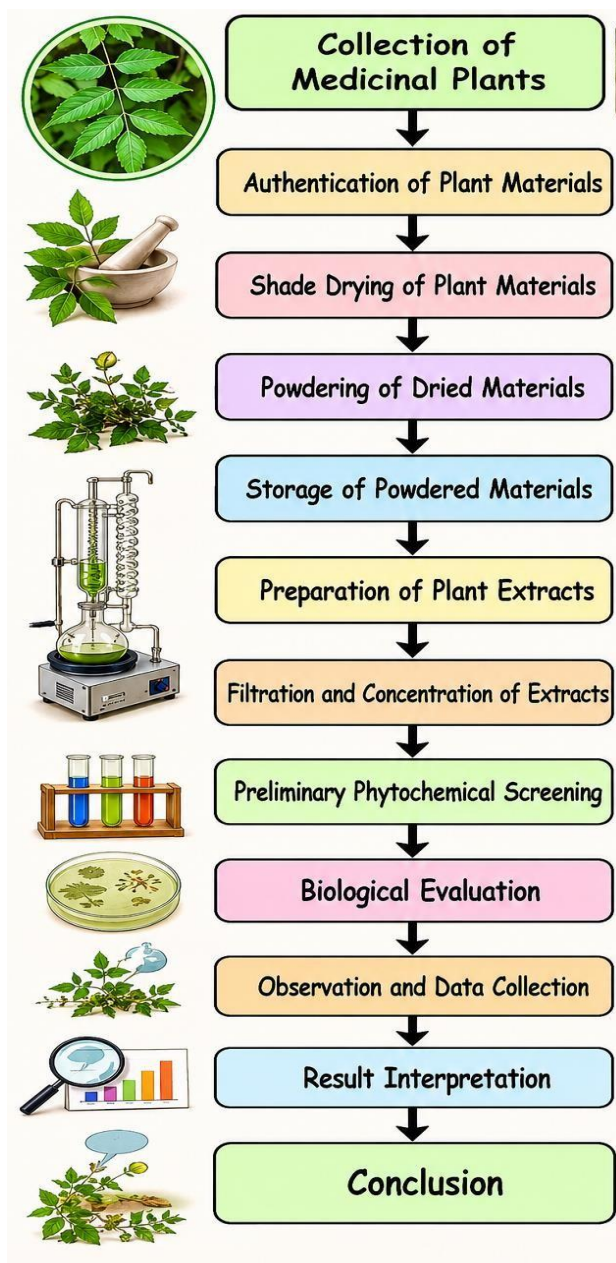 Collection of
Medicinal Plants
Authentication of Plant Materials
Shade Drying of Plant Materials
Powdering of Dried Materials
Storage of Powdered Materials
Preparation of Plant Extracts
Filtration and Concentration of Extracts
Preliminary Phytochemical Screening
Biological Evaluation
Observation and Data Collection
Result Interpretation
Conclusion